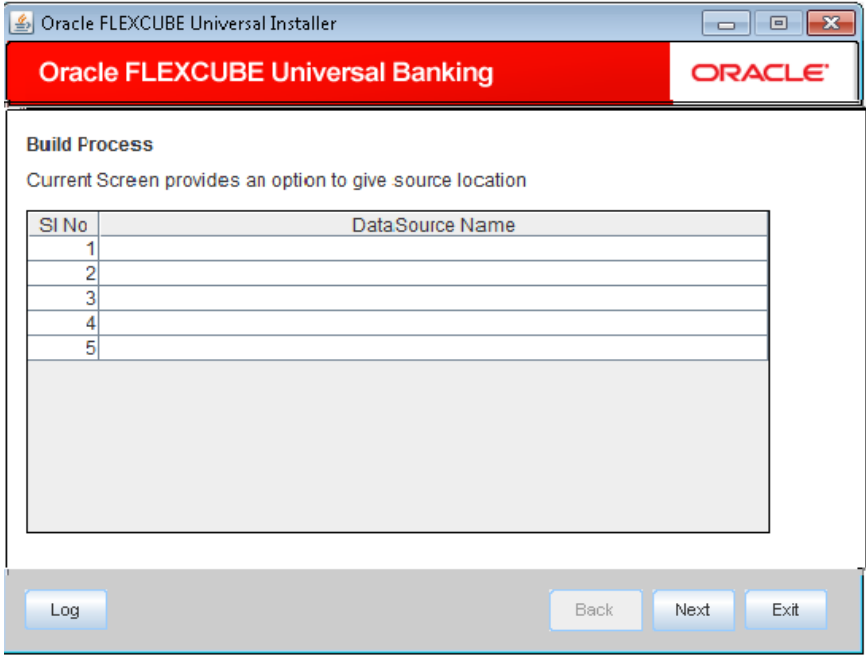 Oracle FLEXCUBE Universal Installer
Oracle FLEXCUBE Universal Banking
ORACLE
Build Process
Current Screen provides an option to give source location
SI No DataSource Name
1
2
3
4
5
Log Back Next Exit